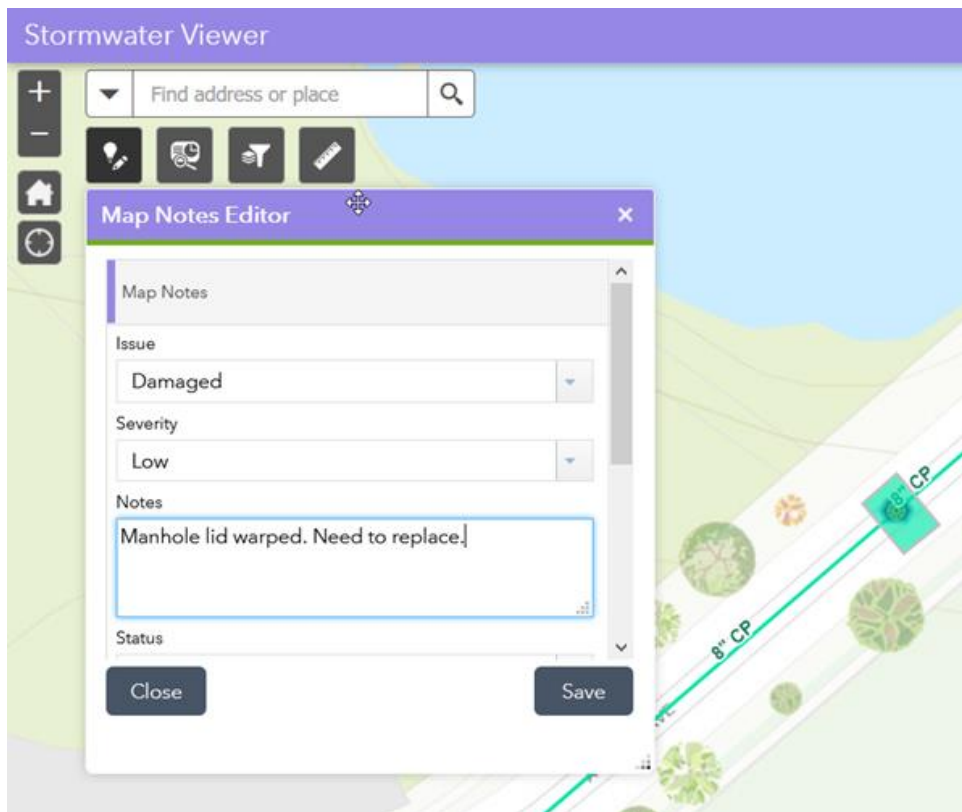 Stormwater Viewer
+
Find address or place
−
Map Notes Editor
×
Map Notes
Issue
Damaged
Severity
Low
Notes
Manhole lid warped. Need to replace.
Status
Close
Save
8" CP
8" CP